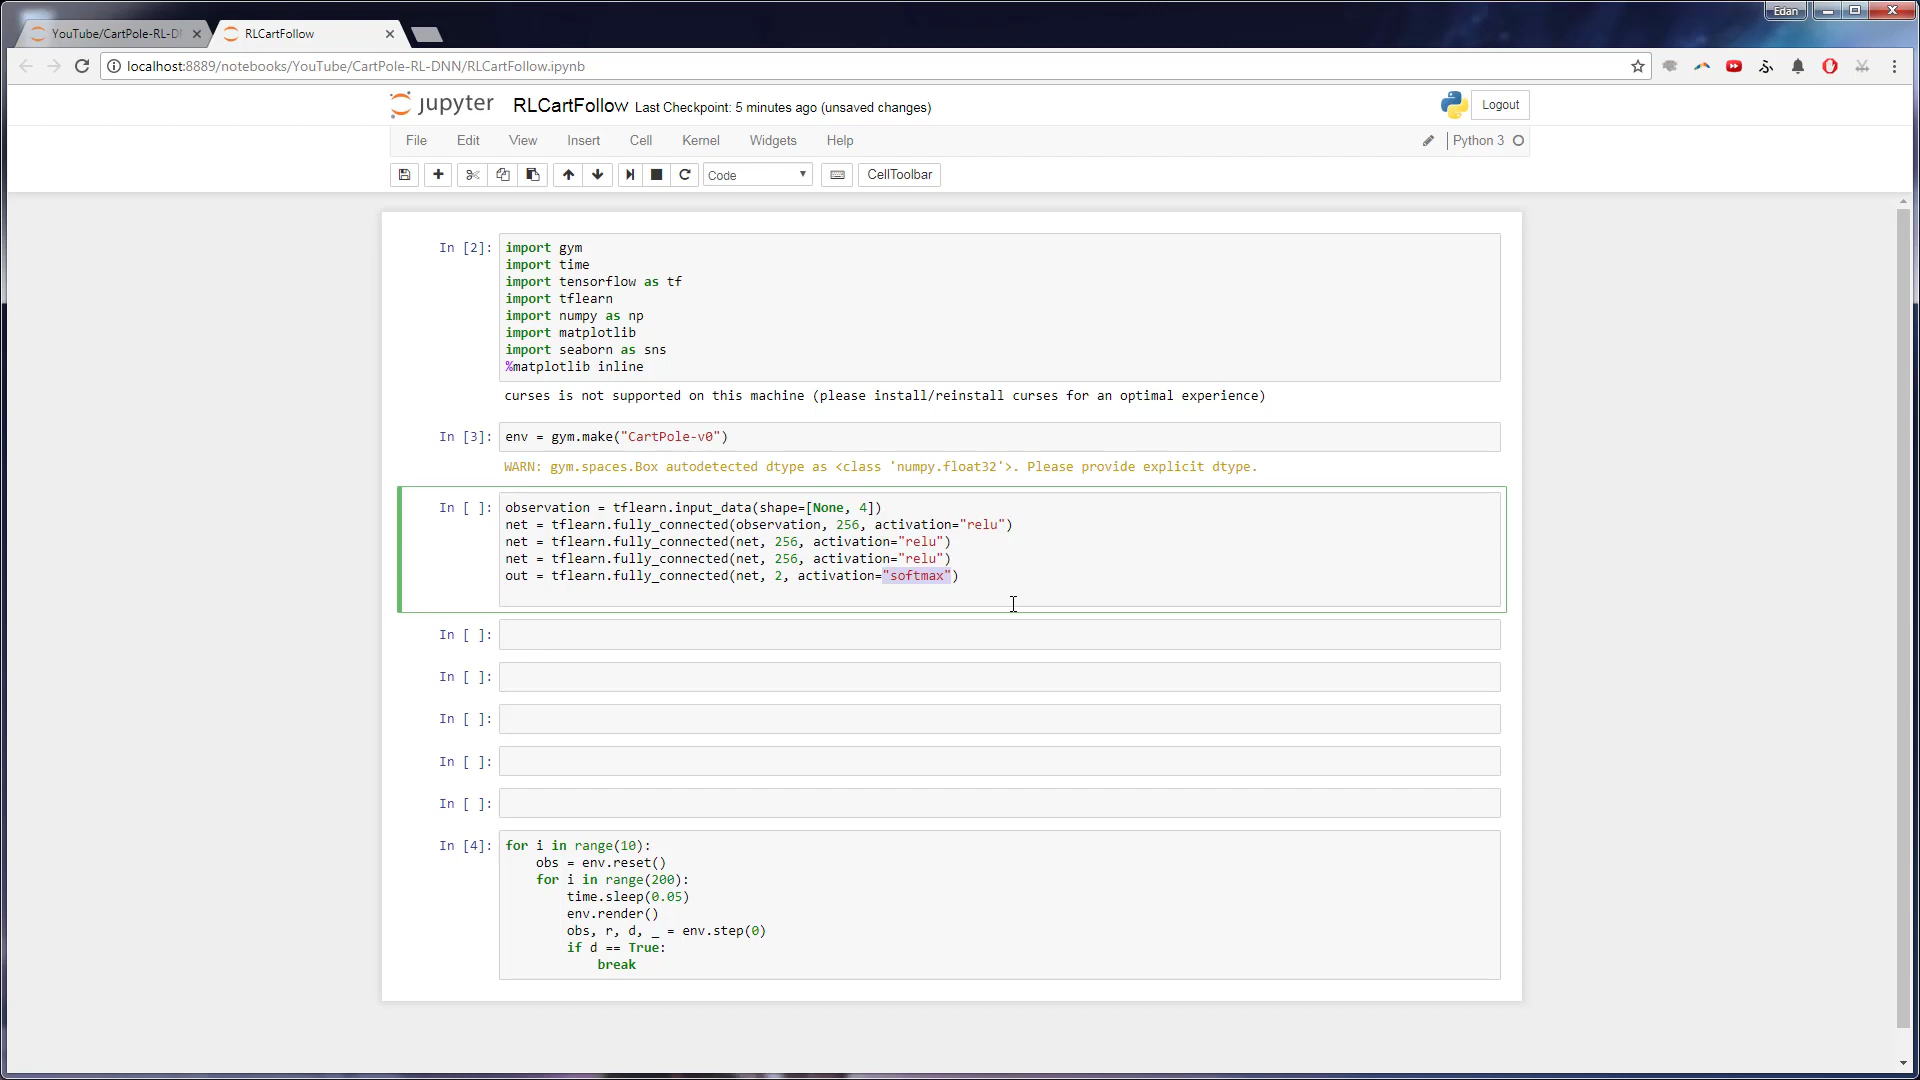 Edan
YouTube/CartPole-RL-D
RLCartFollow
localhost:8889/notebooks/YouTube/CartPole-RL-DNN/RLCartFollow.ipynb
jupyter RLCartFollow Last Checkpoint: 5 minutes ago (unsaved changes)
Logout
File Edit View Insert Cell Kernel Widgets Help
Python 3
Code
CellToolbar
In [2]:
import gym
import time
import tensorflow as tf
import tflearn
import numpy as np
import matplotlib
import seaborn as sns
%matplotlib inline
curses is not supported on this machine (please install/reinstall curses for an optimal experience)
In [3]:
env = gym.make("CartPole-v0")
WARN: gym.spaces.Box autodetected dtype as <class 'numpy.float32'>. Please provide explicit dtype.
In [ ]:
observation = tflearn.input_data(shape=[None, 4])
net = tflearn.fully_connected(observation, 256, activation="relu")
net = tflearn.fully_connected(net, 256, activation="relu")
net = tflearn.fully_connected(net, 256, activation="relu")
out = tflearn.fully_connected(net, 2, activation="softmax")
In [ ]:
In [ ]:
In [ ]:
In [ ]:
In [ ]:
In [4]:
for i in range(10):
    obs = env.reset()
    for i in range(200):
        time.sleep(0.05)
        env.render()
        obs, r, d, _ = env.step(0)
        if d == True:
            break